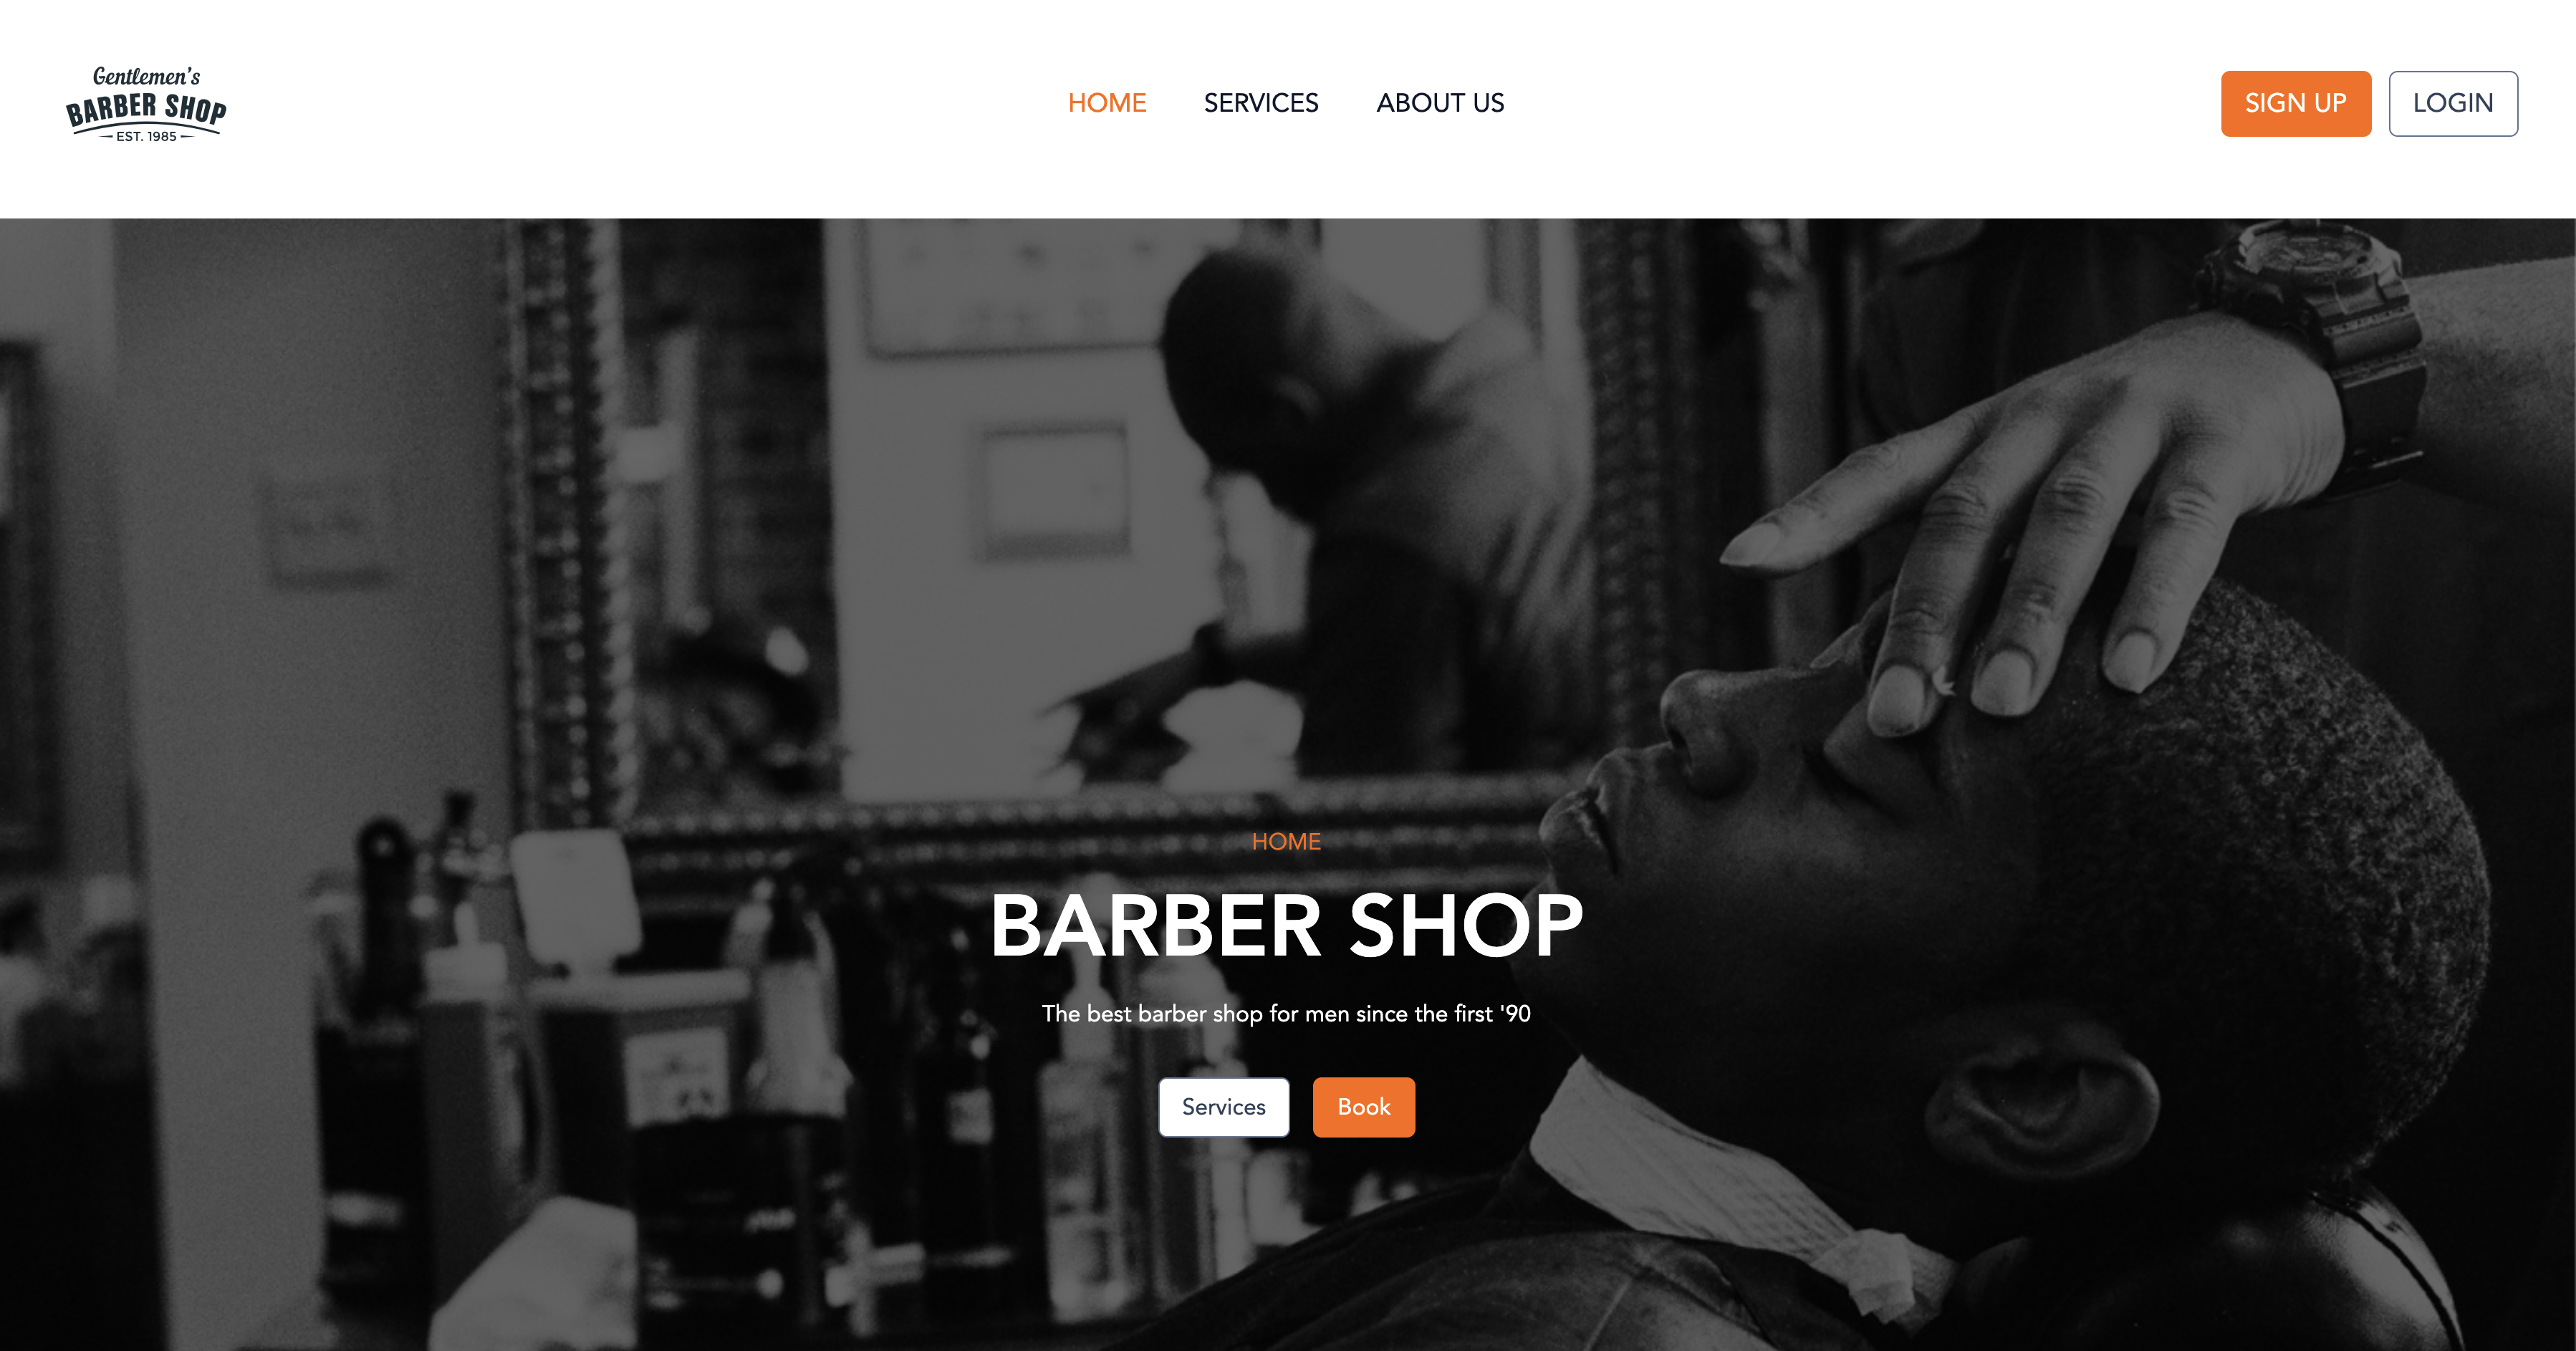 Gentlemen's
BARBER SHOP
EST. 1985
HOME SERVICES ABOUT US
SIGN UP LOGIN
HOME
BARBER SHOP
The best barber shop for men since the first '90
Services Book